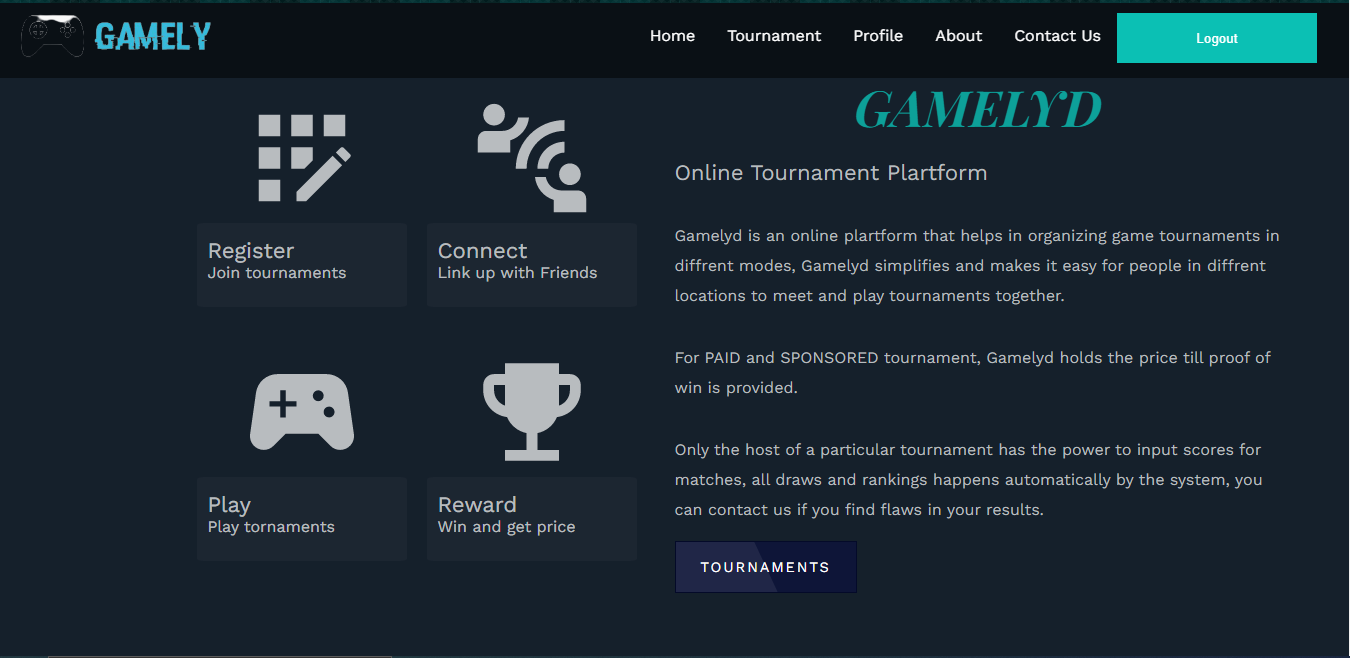 GAMELY
Home
Tournament
Profile
About
Contact Us
Logout
Register
Join tournaments
Connect
Link up with Friends
Play
Play tornaments
Reward
Win and get price
GAMELYD
Online Tournament Plartform
Gamelyd is an online plartform that helps in organizing game tournaments in
diffrent modes, Gamelyd simplifies and makes it easy for people in diffrent
locations to meet and play tournaments together.
For PAID and SPONSORED tournament, Gamelyd holds the price till proof of
win is provided.
Only the host of a particular tournament has the power to input scores for
matches, all draws and rankings happens automatically by the system, you
can contact us if you find flaws in your results.
TOURNAMENTS